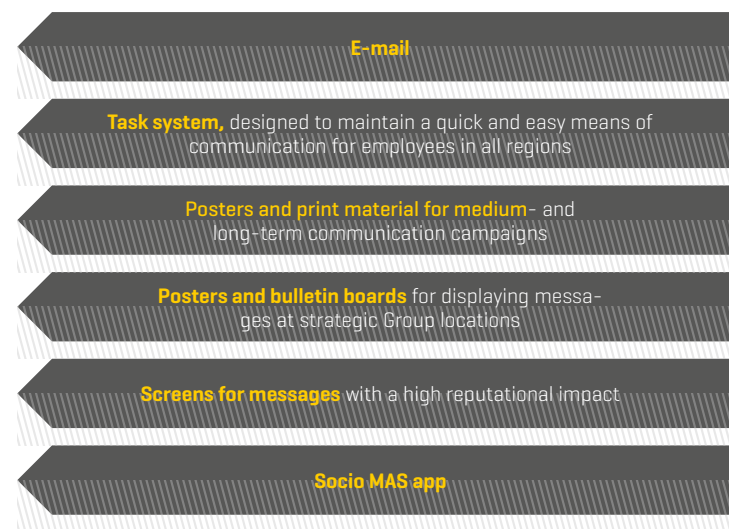 E-mail
Task system, designed to maintain a quick and easy means of
communication for employees in all regions
Posters and print material for medium- and
long-term communication campaigns
Posters and bulletin boards for displaying messa-
ges at strategic Group locations
Screens for messages with a high reputational impact
Socio MAS app